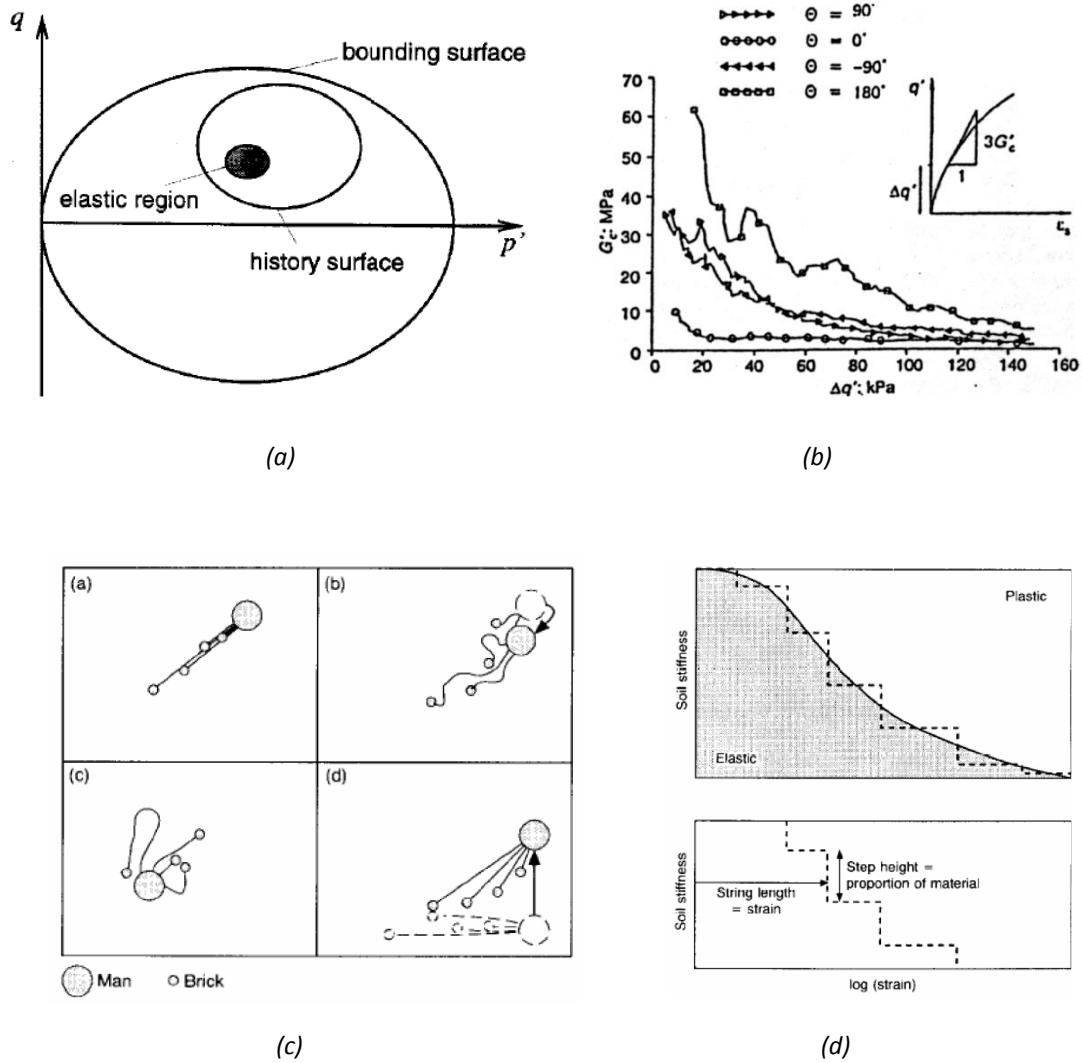 q
bounding surface
elastic region
p'
history surface
(a)
Θ = 90°
Θ = 0°
Θ = -90°
Θ = 180°
70
60
50
40
30
20
10
0
G'c: MPa
0 20 40 60 80 100 120 140 160
Δq': kPa
q'
3G'c
1
Δq'
εs
(b)
(a)
(b)
(c)
(d)
Man
Brick
(c)
Soil stiffness
Plastic
Elastic
Soil stiffness
String length
= strain
Step height =
proportion of material
log (strain)
(d)